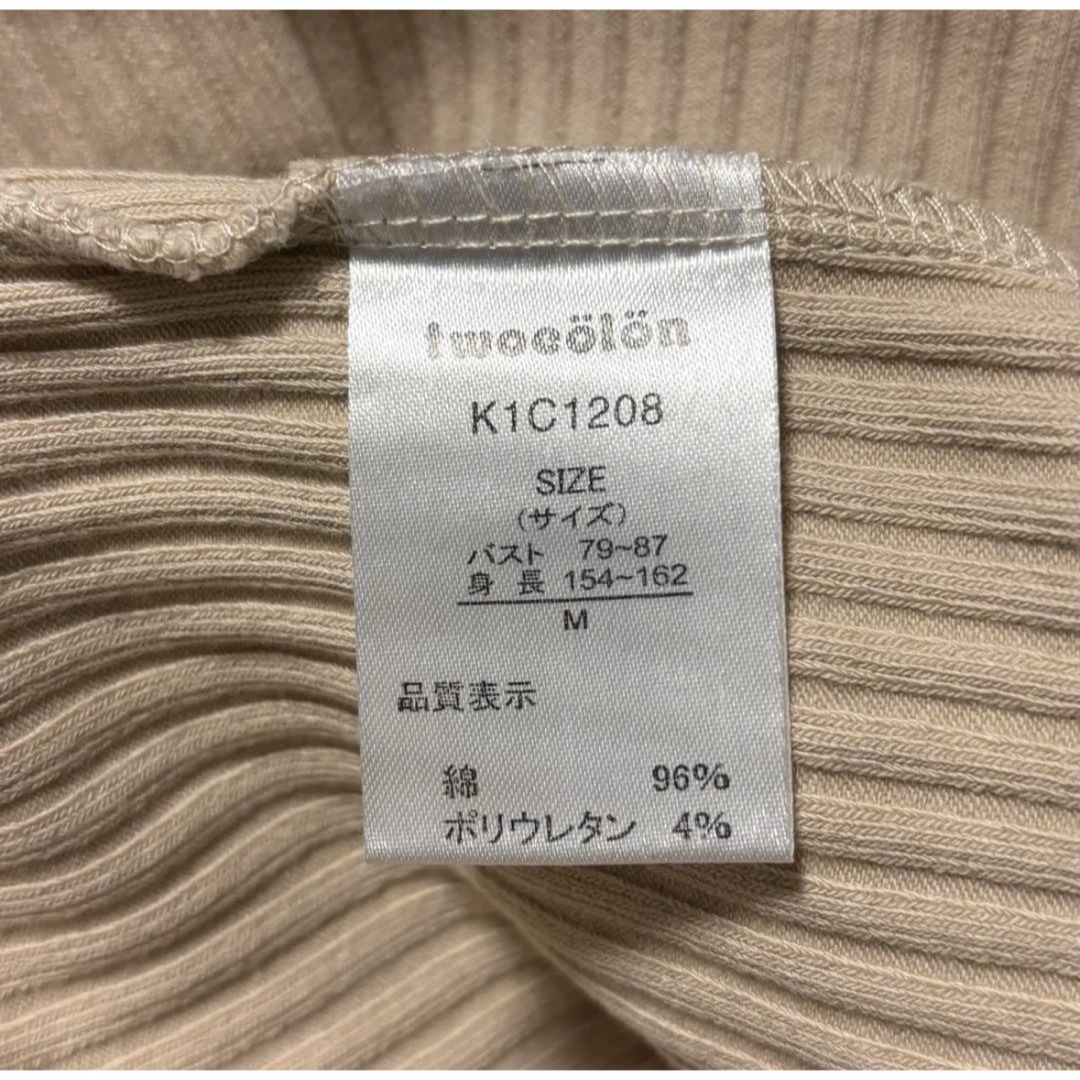 twocölön
K1C1208
SIZE
(サイズ)
バスト 79~87
身長 154~162
M
品質表示
綿 96%
ポリウレタン 4%